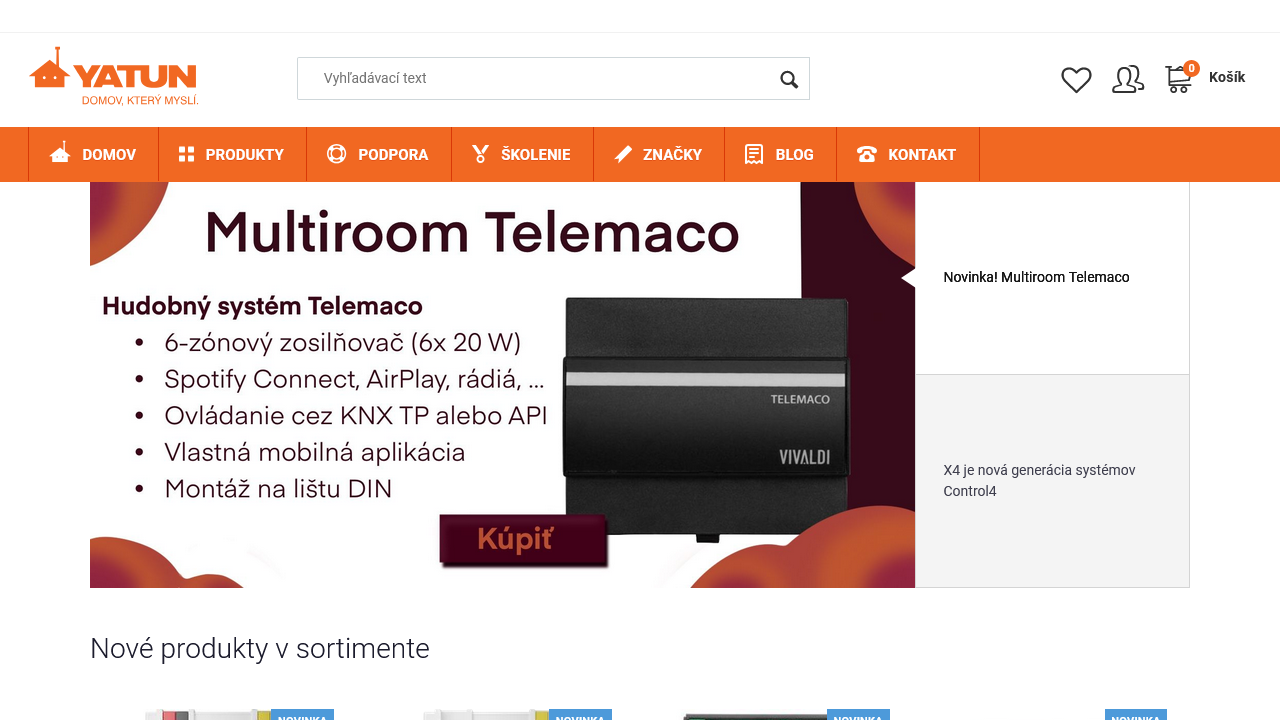 YATUN
DOMOV, KTERÝ MYSLÍ.
Vyhľadávací text
0
Košík
DOMOV
PRODUKTY
PODPORA
ŠKOLENIE
ZNAČKY
BLOG
KONTAKT
Multiroom Telemaco
Hudobný systém Telemaco
• 6-zónový zosilňovač (6x 20 W)
• Spotify Connect, AirPlay, rádiá, ...
• Ovládanie cez KNX TP alebo API
• Vlastná mobilná aplikácia
• Montáž na lištu DIN
TELEMACO
VIVALDI
Kúpiť
Novinka! Multiroom Telemaco
X4 je nová generácia systémov
Control4
Nové produkty v sortimente
NOVINKA
NOVINKA
NOVINKA
NOVINKA